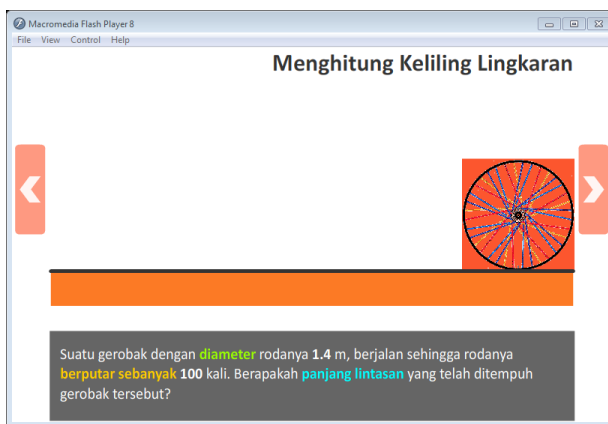 Macromedia Flash Player 8
File View Control Help
Menghitung Keliling Lingkaran
Suatu gerobak dengan diameter rodanya 1.4 m, berjalan sehingga rodanya
berputar sebanyak 100 kali. Berapakah panjang lintasan yang telah ditempuh
gerobak tersebut?